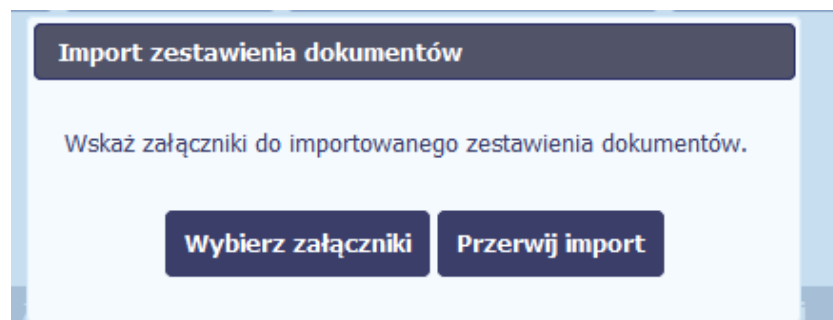 Import zestawienia dokumentów
Wskaż załączniki do importowanego zestawienia dokumentów.
Wybierz załączniki
Przerwij import